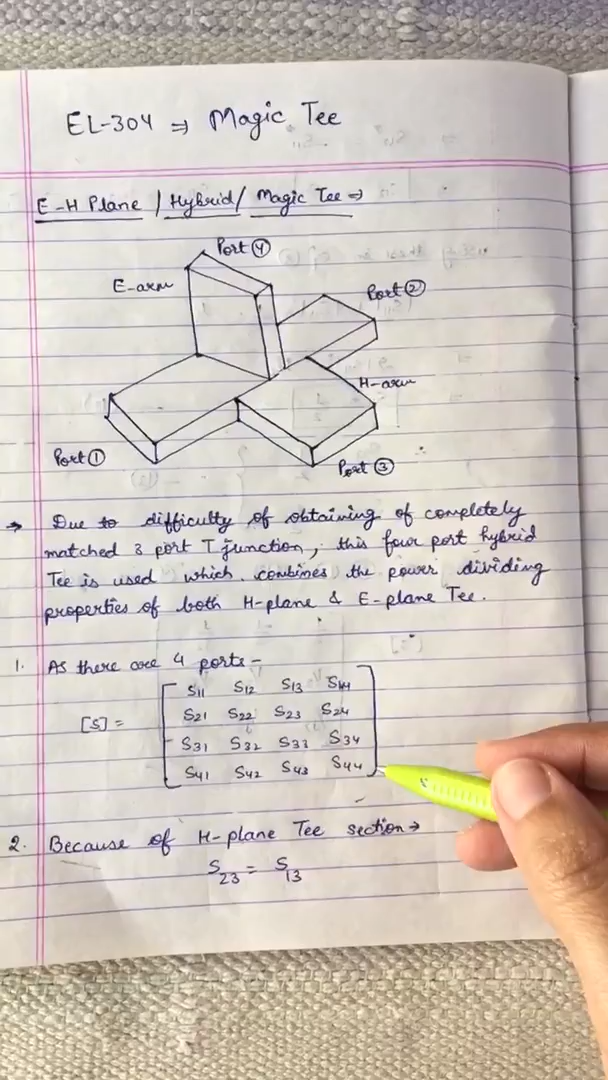 EL-304 ⇒ Magic Tee
E-H Plane / Hybrid / Magic Tee ⇒
Port ④
E-arm
Port ②
H-arm
Port ①
Port ③
→ Due to difficulty of obtaining of completely
matched 3 port T junction, this four port hybrid
Tee is used which combines the power dividing
properties of both H-plane & E-plane Tee.
1. As there are 4 ports -
S11 S12 S13 S14
[S] = S21 S22 S23 S24
S31 S32 S33 S34
S41 S42 S43 S44
2. Because of H-plane Tee section →
S23 = S13